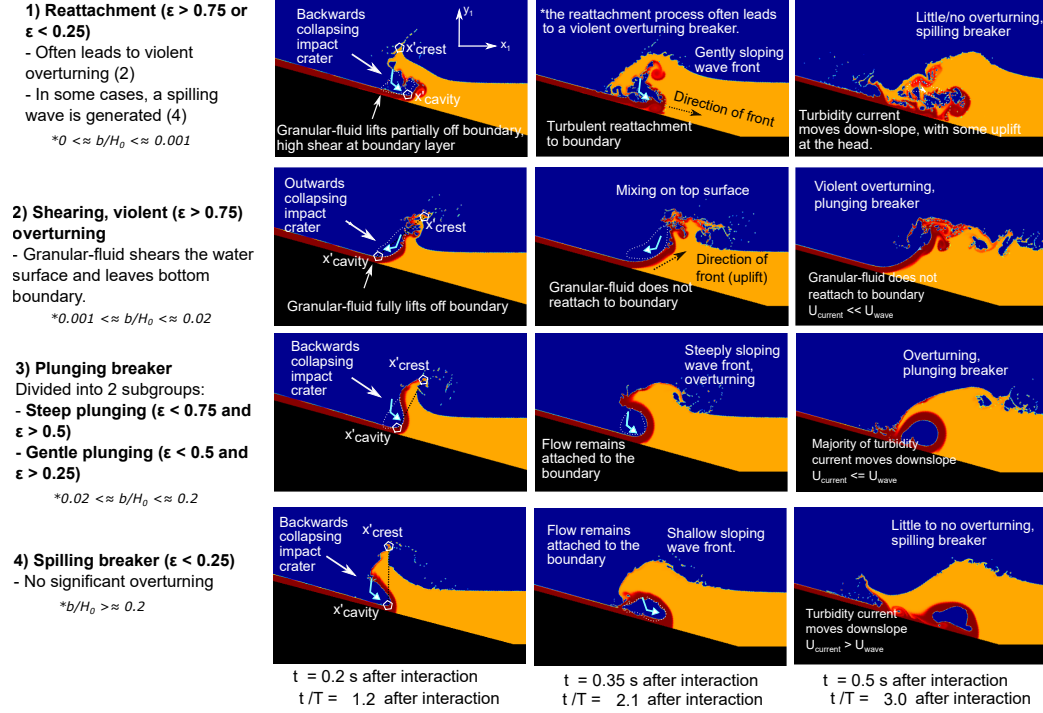 1) Reattachment (ε > 0.75 or
ε < 0.25)
- Often leads to violent
overturning (2)
- In some cases, a spilling
wave is generated (4)
*0 <≈ b/H₀ <≈ 0.001
Backwards
collapsing
impact
crater
x'crest
y₁
x₁
x'cavity
Granular-fluid lifts partially off boundary,
high shear at boundary layer
*the reattachment process often leads
to a violent overturning breaker.
Gently sloping
wave front
Direction of front
Turbulent reattachment
to boundary
Little/no overturning,
spilling breaker
Turbidity current
moves down-slope, with some uplift
at the head.
2) Shearing, violent (ε > 0.75)
overturning
- Granular-fluid shears the water
surface and leaves bottom
boundary.
*0.001 <≈ b/H₀ <≈ 0.02
Outwards
collapsing
impact
crater
x'crest
x'cavity
Granular-fluid fully lifts off boundary
Mixing on top surface
Direction of
front (uplift)
Granular-fluid does not
reattach to boundary
Violent overturning,
plunging breaker
Granular-fluid does not
reattach to boundary
U_current << U_wave
3) Plunging breaker
Divided into 2 subgroups:
- Steep plunging (ε < 0.75 and
ε > 0.5)
- Gentle plunging (ε < 0.5 and
ε > 0.25)
*0.02 <≈ b/H₀ <≈ 0.2
Backwards
collapsing
impact
crater
x'crest
x'cavity
Steeply sloping
wave front,
overturning
Flow remains
attached to the
boundary
Overturning,
plunging breaker
Majority of turbidity
current moves downslope
U_current <= U_wave
4) Spilling breaker (ε < 0.25)
- No significant overturning
*b/H₀ >≈ 0.2
Backwards
collapsing
impact
crater
x'crest
x'cavity
Flow remains
attached to the
boundary
Shallow sloping
wave front.
Little to no overturning,
spilling breaker
Turbidity current
moves downslope
U_current > U_wave
t = 0.2 s after interaction
t /T = 1.2 after interaction
t = 0.35 s after interaction
t/T = 2.1 after interaction
t = 0.5 s after interaction
t/T = 3.0 after interaction